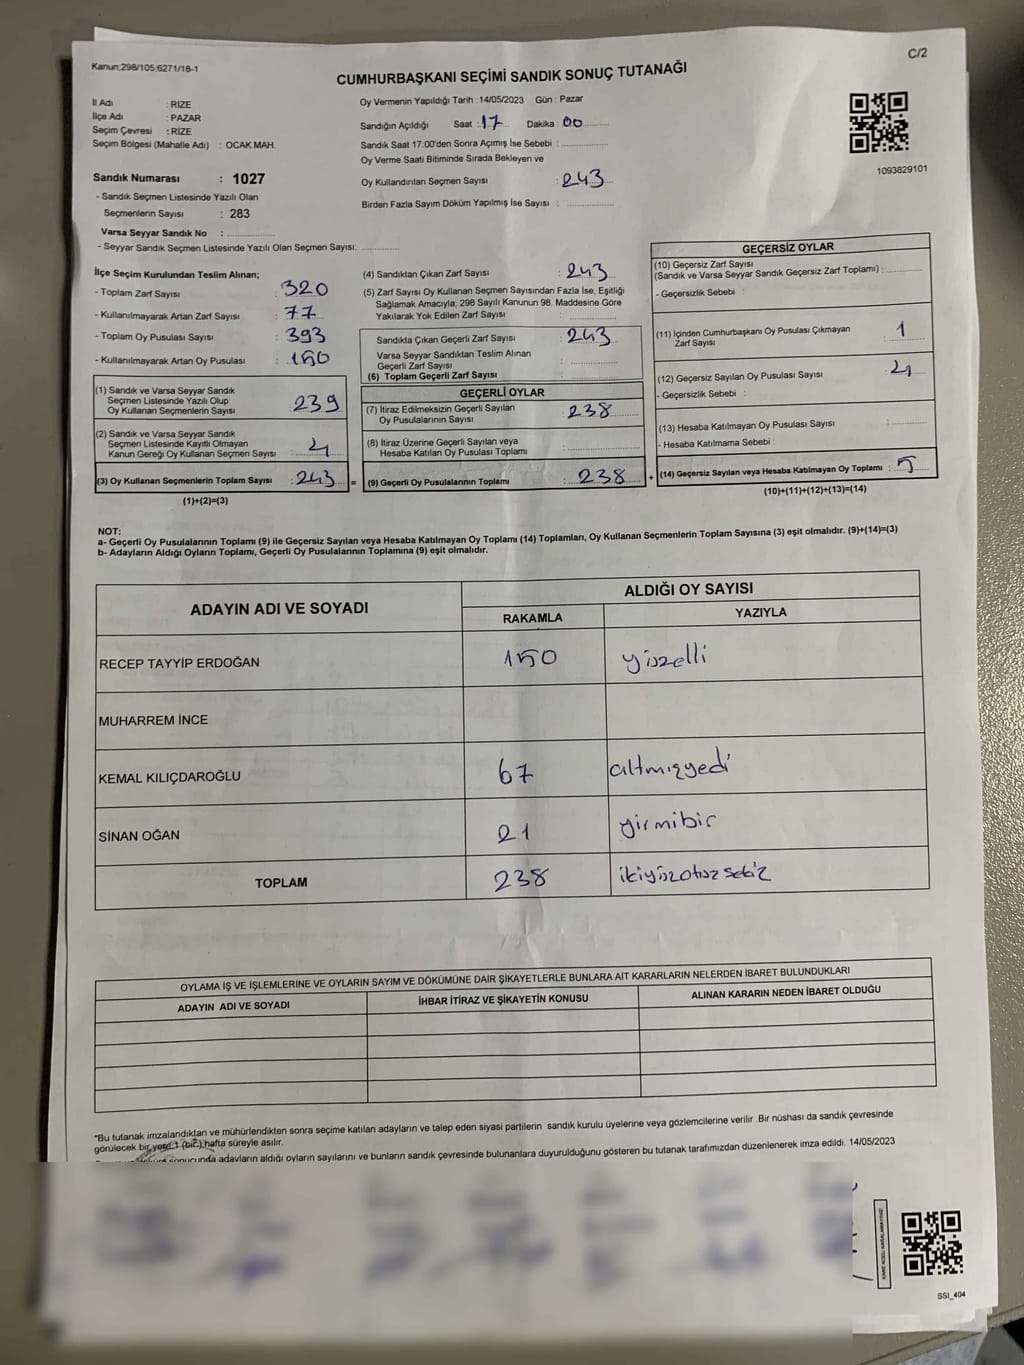 Kanun:298/105;6271/18-1
C/2
CUMHURBAŞKANI SEÇİMİ SANDIK SONUÇ TUTANAĞI
İl Adı : RİZE
İlçe Adı : PAZAR
Seçim Çevresi : RİZE
Seçim Bölgesi (Mahalle Adı) : OCAK MAH.
Sandık Numarası : 1027
- Sandık Seçmen Listesinde Yazılı Olan
Seçmenlerin Sayısı : 283
Varsa Seyyar Sandık No :
- Seyyar Sandık Seçmen Listesinde Yazılı Olan Seçmen Sayısı:
Oy Vermenin Yapıldığı Tarih : 14/05/2023 Gün : Pazar
Sandığın Açıldığı Saat : 17 Dakika : 00
Sandık Saat 17:00'den Sonra Açımış İse Sebebi :
Oy Verme Saati Bitiminde Sırada Bekleyen ve
Oy Kullandırılan Seçmen Sayısı : 243
Birden Fazla Sayım Döküm Yapılmış İse Sayısı :
1093829101
İlçe Seçim Kurulundan Teslim Alınan;
- Toplam Zarf Sayısı : 320
- Kullanılmayarak Artan Zarf Sayısı : 77
- Toplam Oy Pusulası Sayısı : 393
- Kullanılmayarak Artan Oy Pusulası : 150
(1) Sandık ve Varsa Seyyar Sandık
Seçmen Listesinde Yazılı Olup
Oy Kullanan Seçmenlerin Sayısı : 239
(2) Sandık ve Varsa Seyyar Sandık
Seçmen Listesinde Kayıtlı Olmayan
Kanun Gereği Oy Kullanan Seçmen Sayısı : 4
(3) Oy Kullanan Seçmenlerin Toplam Sayısı : 243 =
(1)+(2)=(3)
(4) Sandıktan Çıkan Zarf Sayısı : 243
(5) Zarf Sayısı Oy Kullanan Seçmen Sayısından Fazla İse, Eşitliği
Sağlamak Amacıyla; 298 Sayılı Kanunun 98. Maddesine Göre
Yakılarak Yok Edilen Zarf Sayısı :
Sandıkta Çıkan Geçerli Zarf Sayısı : 243
Varsa Seyyar Sandıktan Teslim Alınan
Geçerli Zarf Sayısı :
(6) Toplam Geçerli Zarf Sayısı :
GEÇERLİ OYLAR
(7) İtiraz Edilmeksizin Geçerli Sayılan
Oy Pusulalarının Sayısı : 238
(8) İtiraz Üzerine Geçerli Sayılan veya
Hesaba Katılan Oy Pusulası Toplamı :
(9) Geçerli Oy Pusulalarının Toplamı : 238 +
GEÇERSİZ OYLAR
(10) Geçersiz Zarf Sayısı
(Sandık ve Varsa Seyyar Sandık Geçersiz Zarf Toplamı) :
- Geçersizlik Sebebi :
(11) İçinden Cumhurbaşkanı Oy Pusulası Çıkmayan
Zarf Sayısı : 1
(12) Geçersiz Sayılan Oy Pusulası Sayısı : 4
- Geçersizlik Sebebi :
(13) Hesaba Katılmayan Oy Pusulası Sayısı :
- Hesaba Katılmama Sebebi :
(14) Geçersiz Sayılan veya Hesaba Katılmayan Oy Toplamı : 5
(10)+(11)+(12)+(13)=(14)
NOT:
a- Geçerli Oy Pusulalarının Toplamı (9) ile Geçersiz Sayılan veya Hesaba Katılmayan Oy Toplamı (14) Toplamları, Oy Kullanan Seçmenlerin Toplam Sayısına (3) eşit olmalıdır. (9)+(14)=(3)
b- Adayların Aldığı Oyların Toplamı, Geçerli Oy Pusulalarının Toplamına (9) eşit olmalıdır.
ADAYIN ADI VE SOYADI
ALDIĞI OY SAYISI
RAKAMLA YAZIYLA
RECEP TAYYİP ERDOĞAN 150 yüzelli
MUHARREM İNCE
KEMAL KILIÇDAROĞLU 67 altmışyedi
SİNAN OĞAN 21 yirmibir
TOPLAM 238 ikiyüzotuzsekiz
OYLAMA İŞ VE İŞLEMLERİNE VE OYLARIN SAYIM VE DÖKÜMÜNE DAİR ŞİKAYETLERLE BUNLARA AİT KARARLARIN NELERDEN İBARET BULUNDUKLARI
ADAYIN ADI VE SOYADI İHBAR İTİRAZ VE ŞİKAYETİN KONUSU ALINAN KARARIN NEDEN İBARET OLDUĞU
*Bu tutanak imzalandıktan ve mühürlendikten sonra seçime katılan adayların ve talep eden siyasi partilerin sandık kurulu üyelerine veya gözlemcilerine verilir. Bir nüshası da sandık çevresinde
görülecek bir yere 1 (bir) hafta süreyle asılır.
sonucunda adayların aldığı oyların sayılarını ve bunların sandık çevresinde bulunanlara duyurulduğunu gösteren bu tutanak tarafımızdan düzenlenerek imza edildi. 14/05/2023
SSI_404